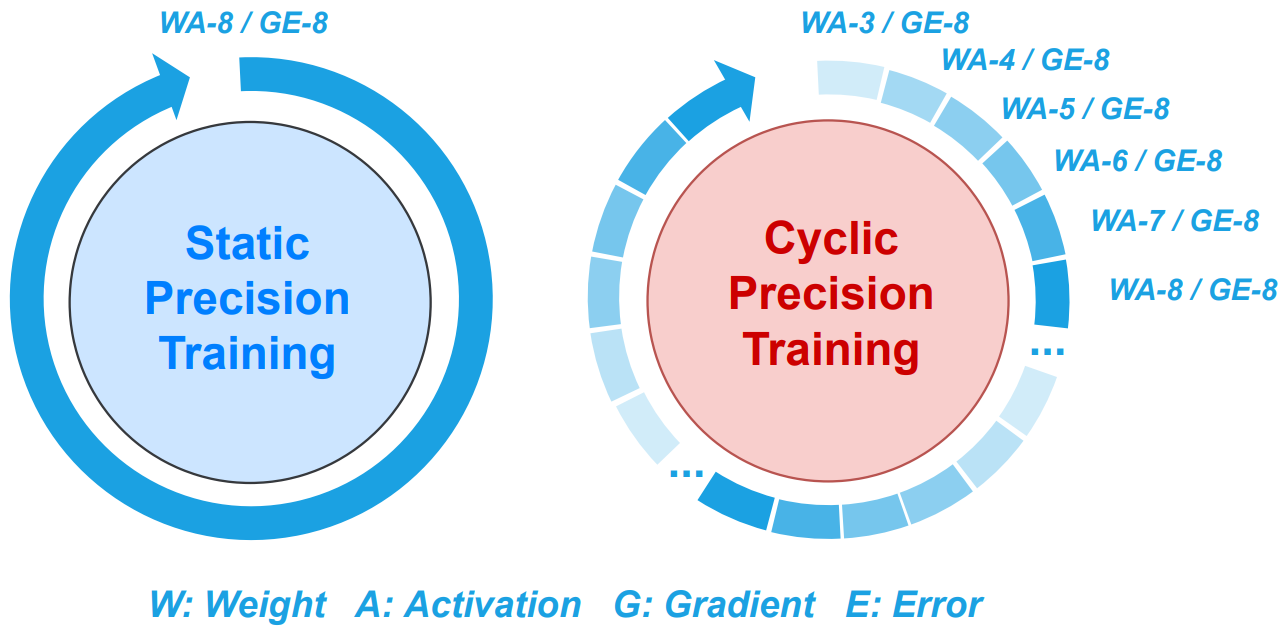 WA-8 / GE-8
Static
Precision
Training
WA-3 / GE-8
WA-4 / GE-8
WA-5 / GE-8
WA-6 / GE-8
WA-7 / GE-8
WA-8 / GE-8
...
...
Cyclic
Precision
Training
W: Weight A: Activation G: Gradient E: Error